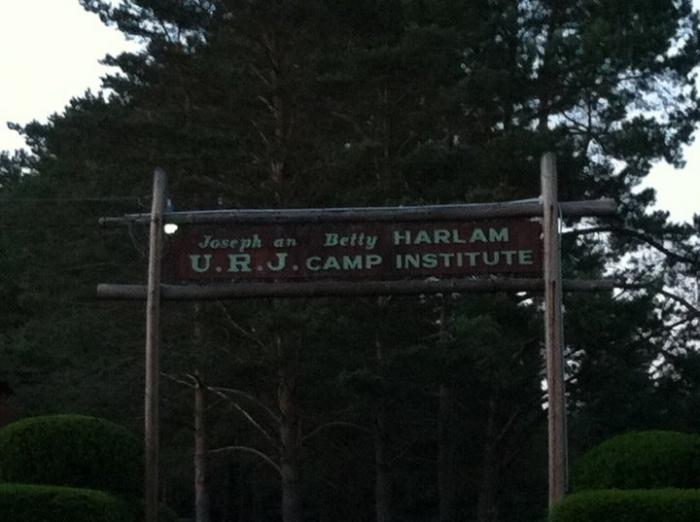 Joseph an Betty HARLAM
U.R.J. CAMP INSTITUTE